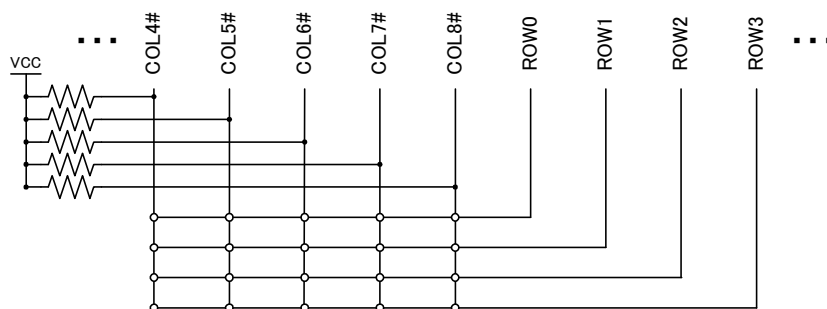 COL4#
COL5#
COL6#
COL7#
COL8#
ROW0
ROW1
ROW2
ROW3
VCC